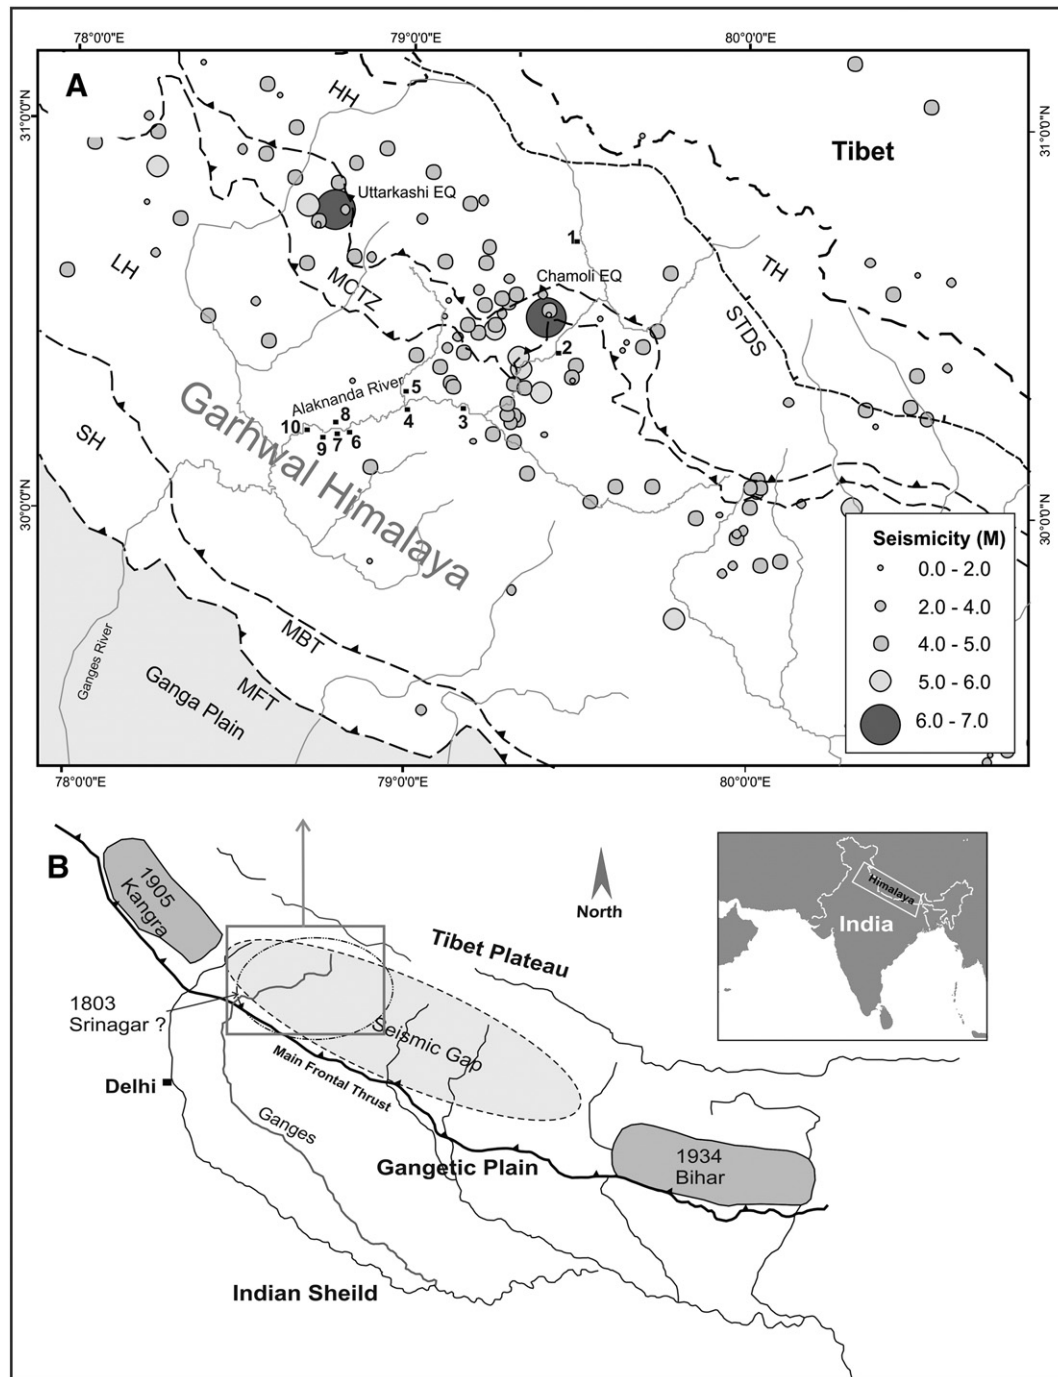 78°0'0"E
79°0'0"E
80°0'0"E
A
HH
31°0'0"N
31°0'0"N
Tibet
Uttarkashi EQ
1
LH
MCTZ
Chamoli EQ
TH
STDS
2
Alaknanda River
5
SH
10
8
4
3
9
7
6
Garhwal Himalaya
30°0'0"N
30°0'0"N
Seismicity (M)
0.0 - 2.0
2.0 - 4.0
4.0 - 5.0
5.0 - 6.0
6.0 - 7.0
MBT
Ganges River
MFT
Ganga Plain
78°0'0"E
79°0'0"E
80°0'0"E
B
1905
Kangra
North
Himalaya
India
Tibet Plateau
1803
Srinagar ?
Seismic Gap
Main Frontal Thrust
Delhi
Ganges
Gangetic Plain
1934
Bihar
Indian Sheild